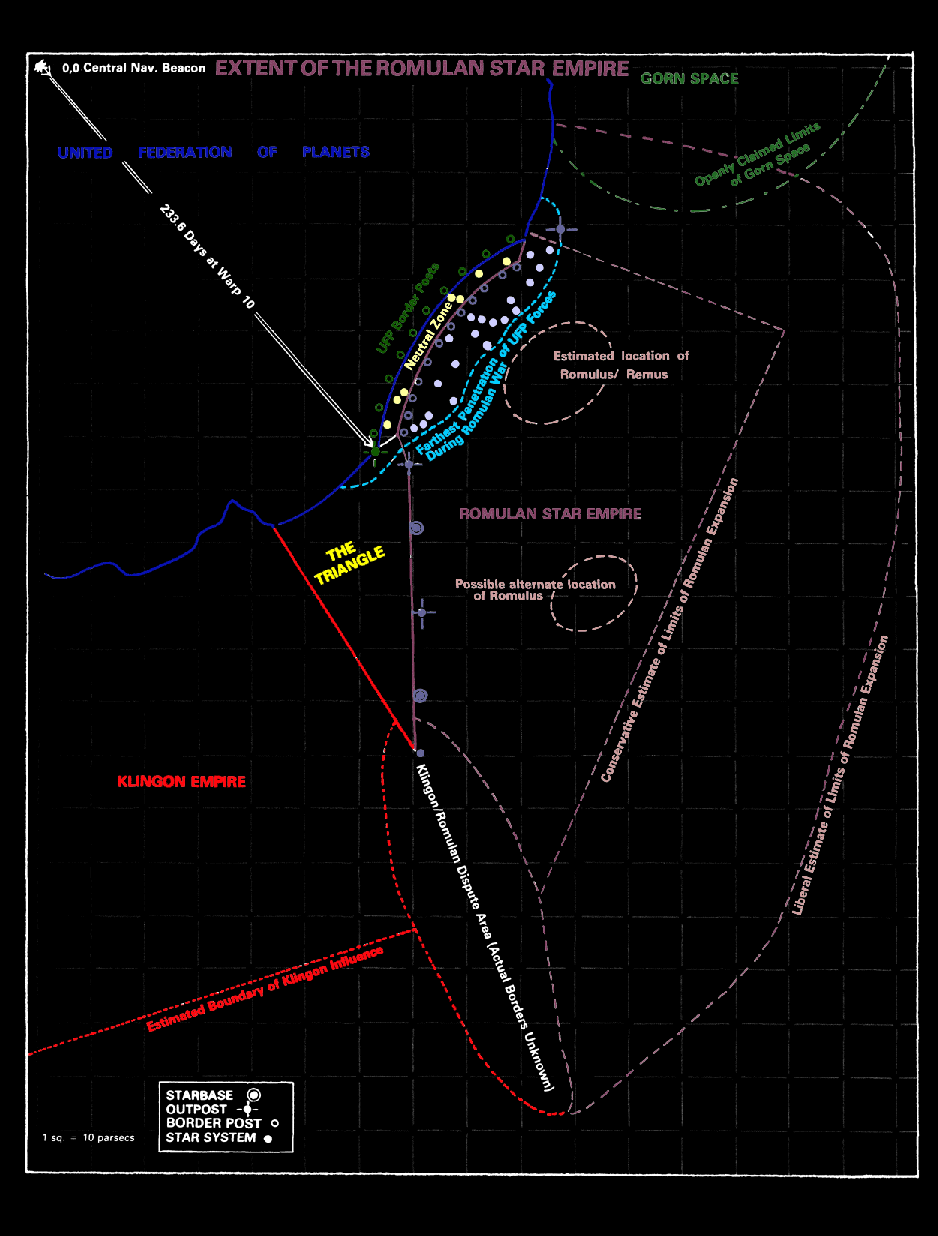 0,0 Central Nav. Beacon
EXTENT OF THE ROMULAN STAR EMPIRE
GORN SPACE
UNITED FEDERATION OF PLANETS
Openly Claimed Limits
of Gorn Space
233.6 Days at Warp 10
UFP Border Posts
Neutral Zone
Farthest Penetration of UFP Forces
During Romulan War
Estimated location of
Romulus/ Remus
ROMULAN STAR EMPIRE
THE
TRIANGLE
Possible alternate location
of Romulus
Conservative Estimate of Limits of Romulan Expansion
Liberal Estimate of Limits of Romulan Expansion
KLINGON EMPIRE
Klingon/Romulan Dispute Area (Actual Borders Unknown)
Estimated Boundary of Klingon Influence
STARBASE
OUTPOST
BORDER POST
STAR SYSTEM
1 sq. = 10 parsecs